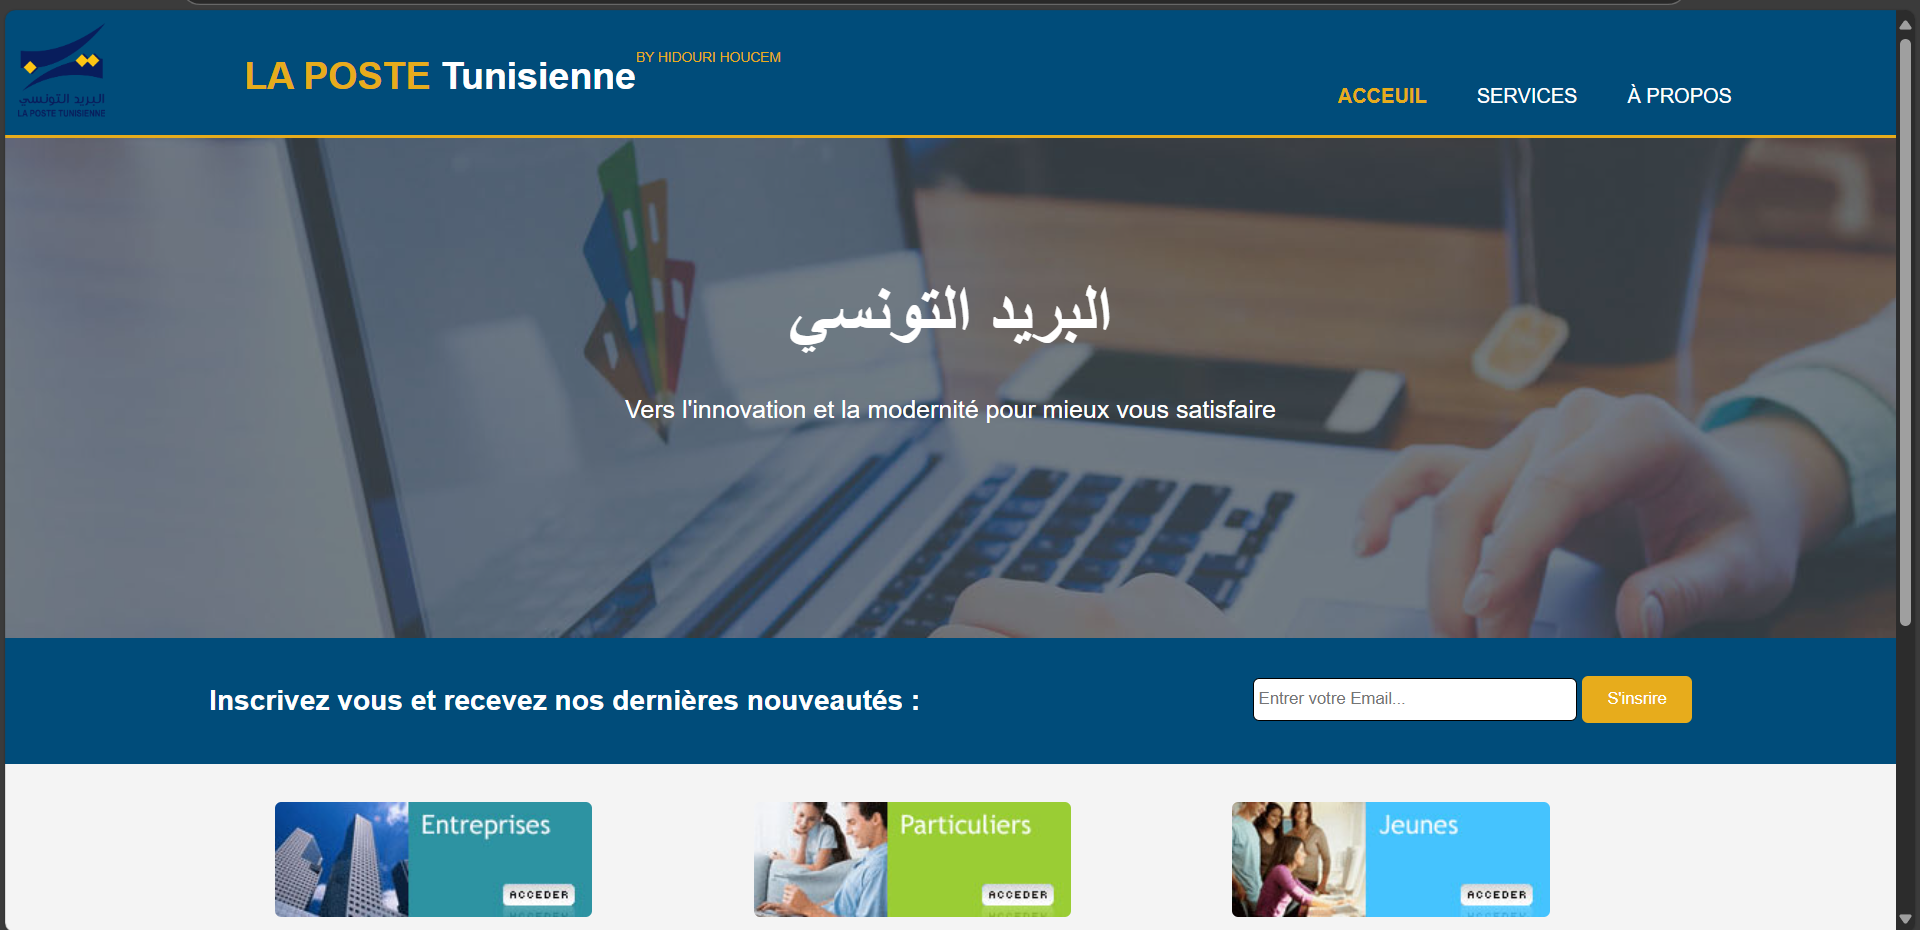 البريد التونسي
LA POSTE TUNISIENNE
LA POSTE Tunisienne BY HIDOURI HOUCEM
ACCEUIL SERVICES À PROPOS
البريد التونسي
Vers l'innovation et la modernité pour mieux vous satisfaire
Inscrivez vous et recevez nos dernières nouveautés :
Entrer votre Email...
S'insrire
Entreprises
ACCEDER
Particuliers
ACCEDER
Jeunes
ACCEDER